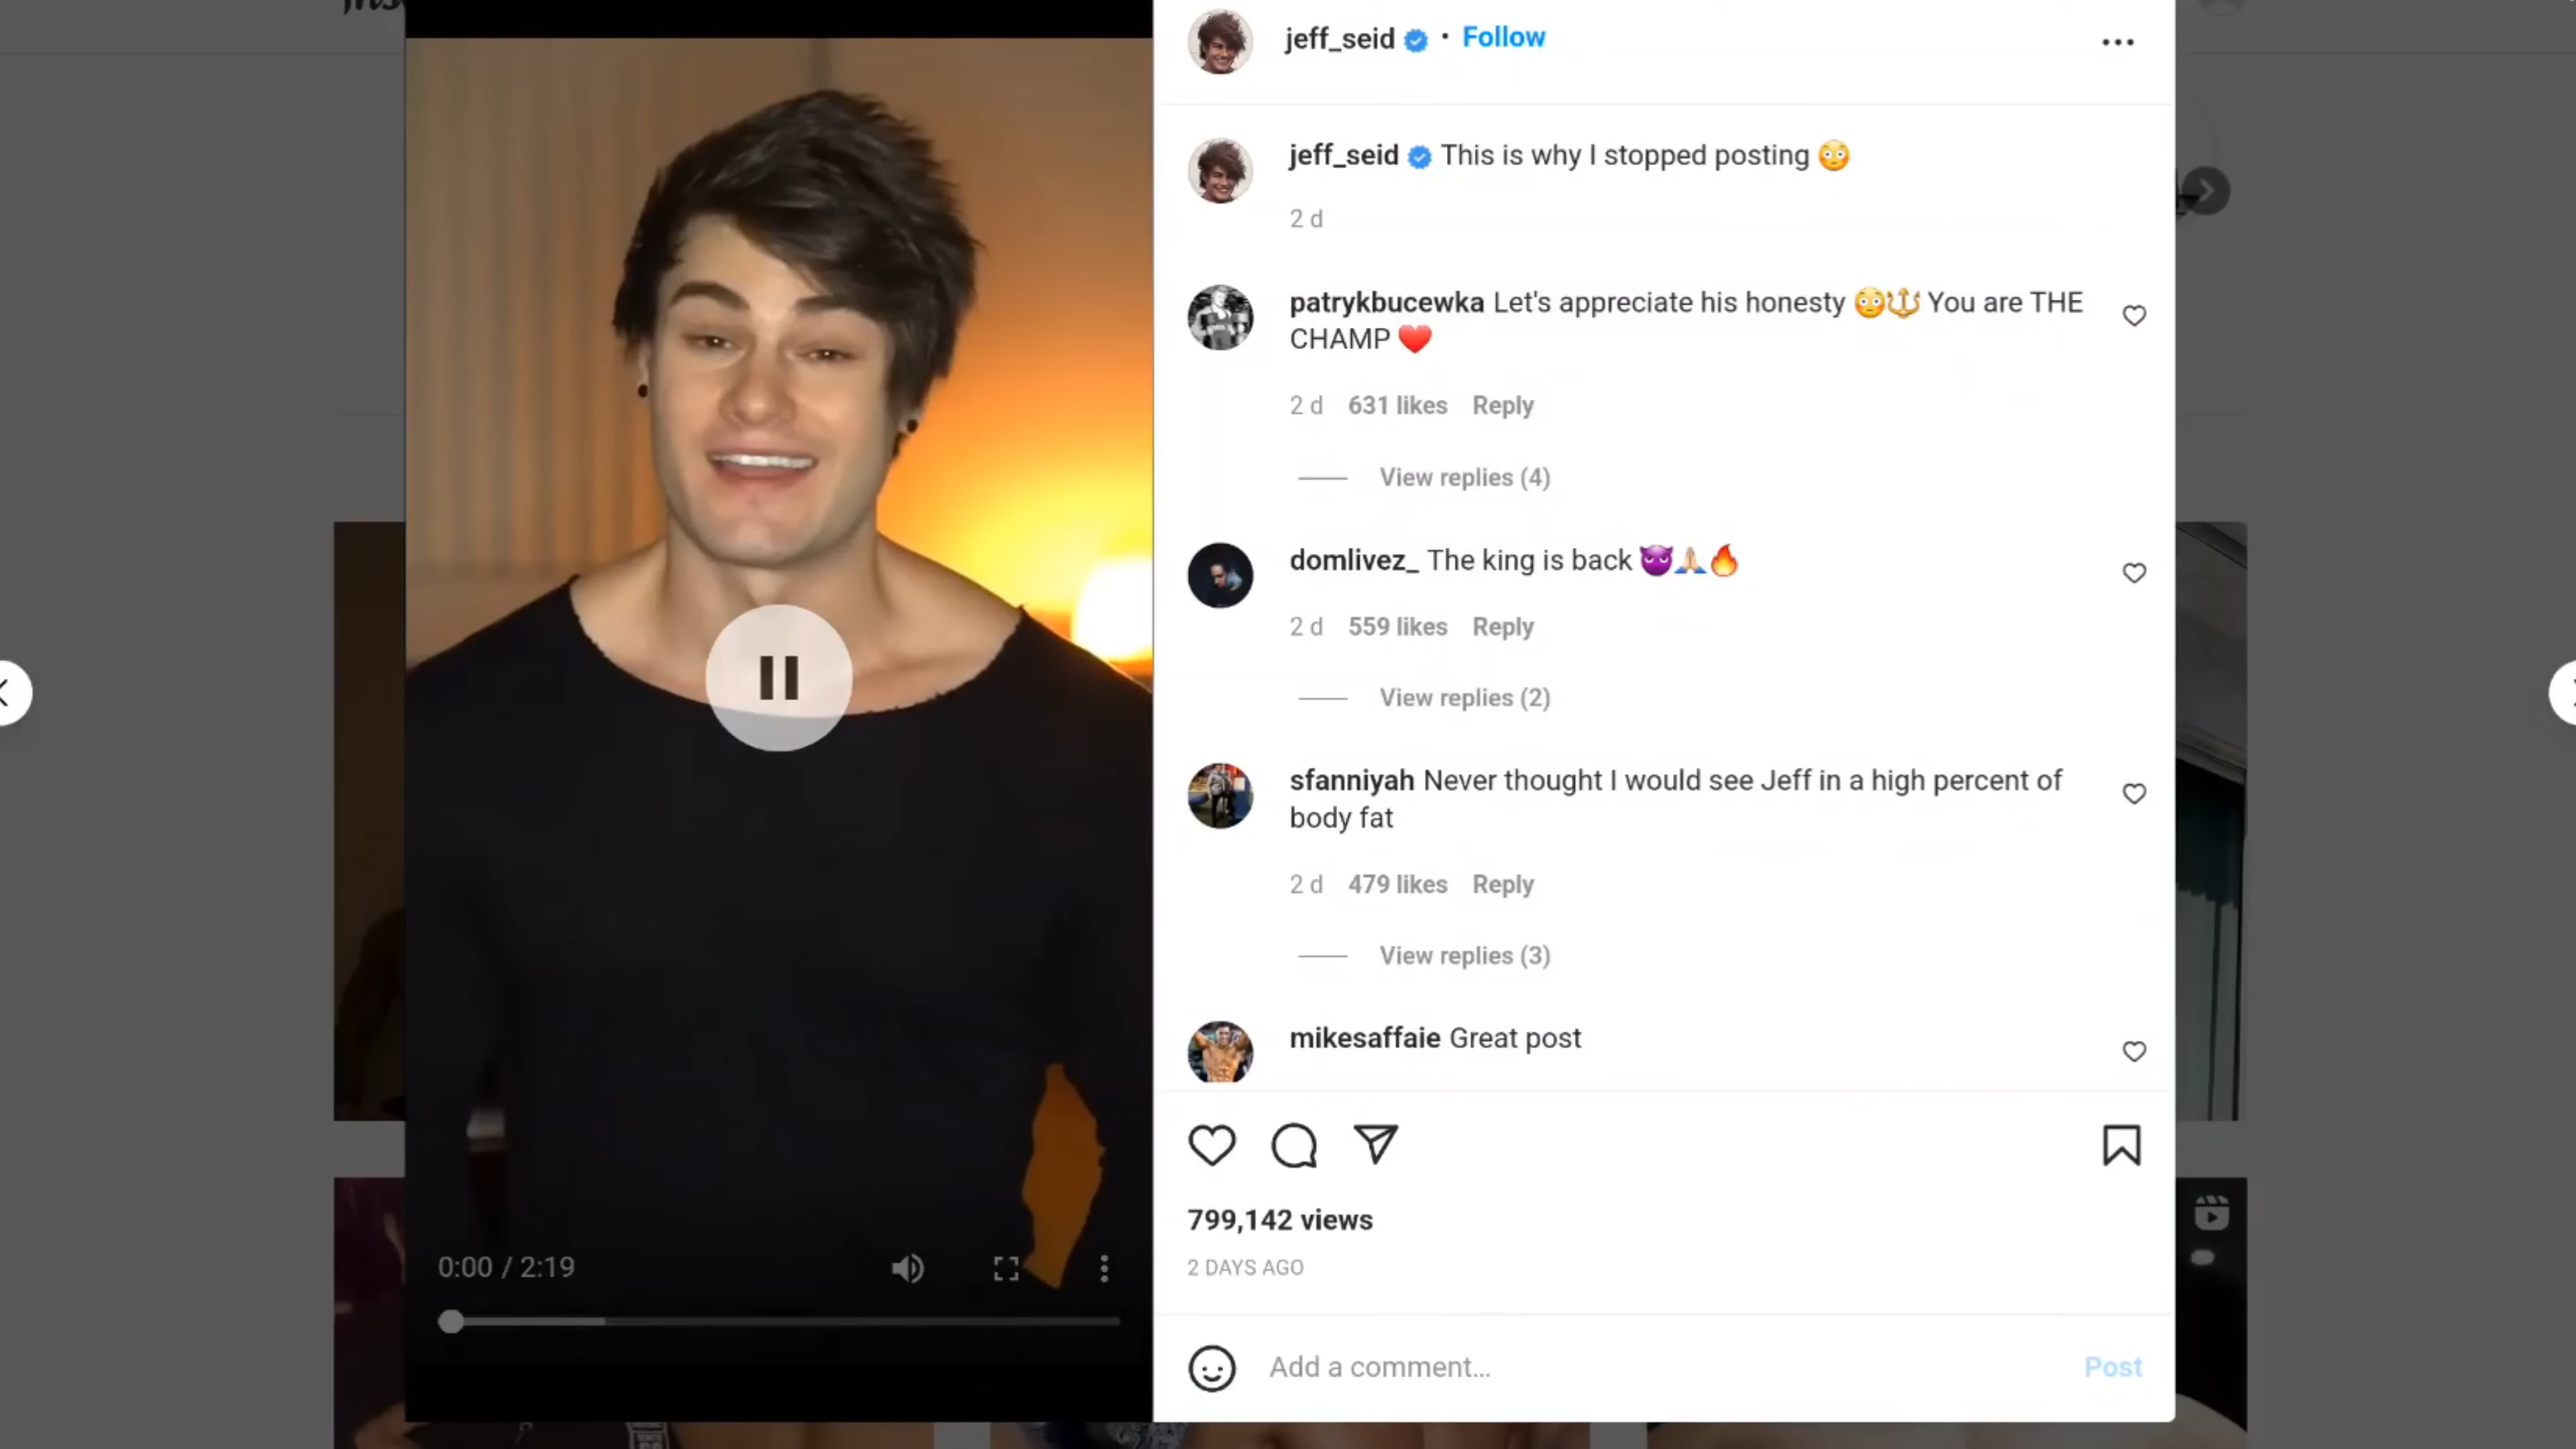 jeff_seid • Follow
jeff_seid This is why I stopped posting 😳
2 d
patrykbucewka Let's appreciate his honesty 😳🔱 You are THE
CHAMP ❤️
2 d 631 likes Reply
View replies (4)
domlivez_ The king is back 😈🙏🏼🔥
2 d 559 likes Reply
View replies (2)
sfanniyah Never thought I would see Jeff in a high percent of
body fat
2 d 479 likes Reply
View replies (3)
mikesaffaie Great post
799,142 views
2 DAYS AGO
Add a comment...
Post
0:00 / 2:19